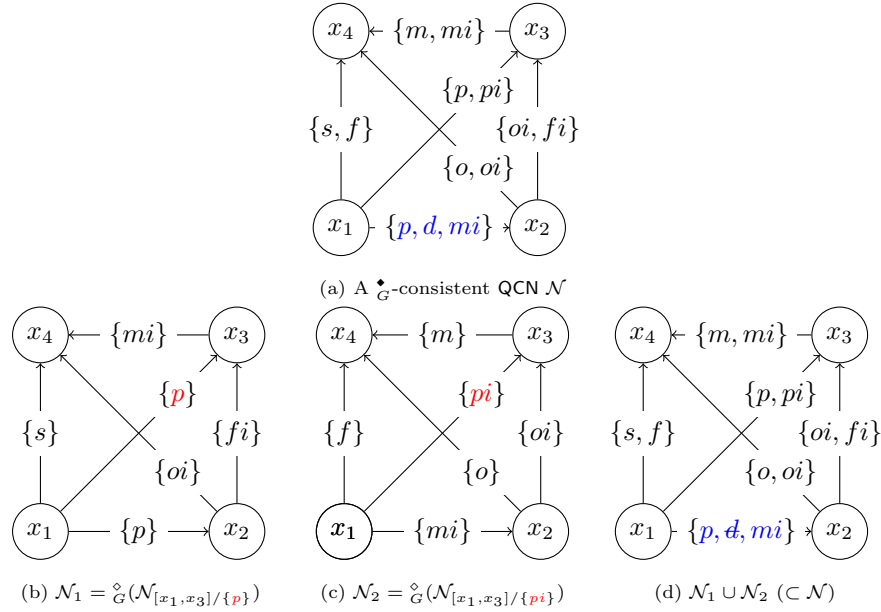 x4 {m, mi} x3
{p, pi}
{s, f} {oi, fi}
{o, oi}
x1 {p, d, mi} x2
(a) A ◆G-consistent QCN 𝒩
x4 {mi} x3
{p}
{s} {fi}
{oi}
x1 {p} x2
(b) 𝒩1 = ◇G(𝒩[x1,x3]/{p})
x4 {m} x3
{pi}
{f} {oi}
{o}
x1 {mi} x2
(c) 𝒩2 = ◇G(𝒩[x1,x3]/{pi})
x4 {m, mi} x3
{p, pi}
{s, f} {oi, fi}
{o, oi}
x1 {p, d̶, mi} x2
(d) 𝒩1 ∪ 𝒩2 (⊂ 𝒩)